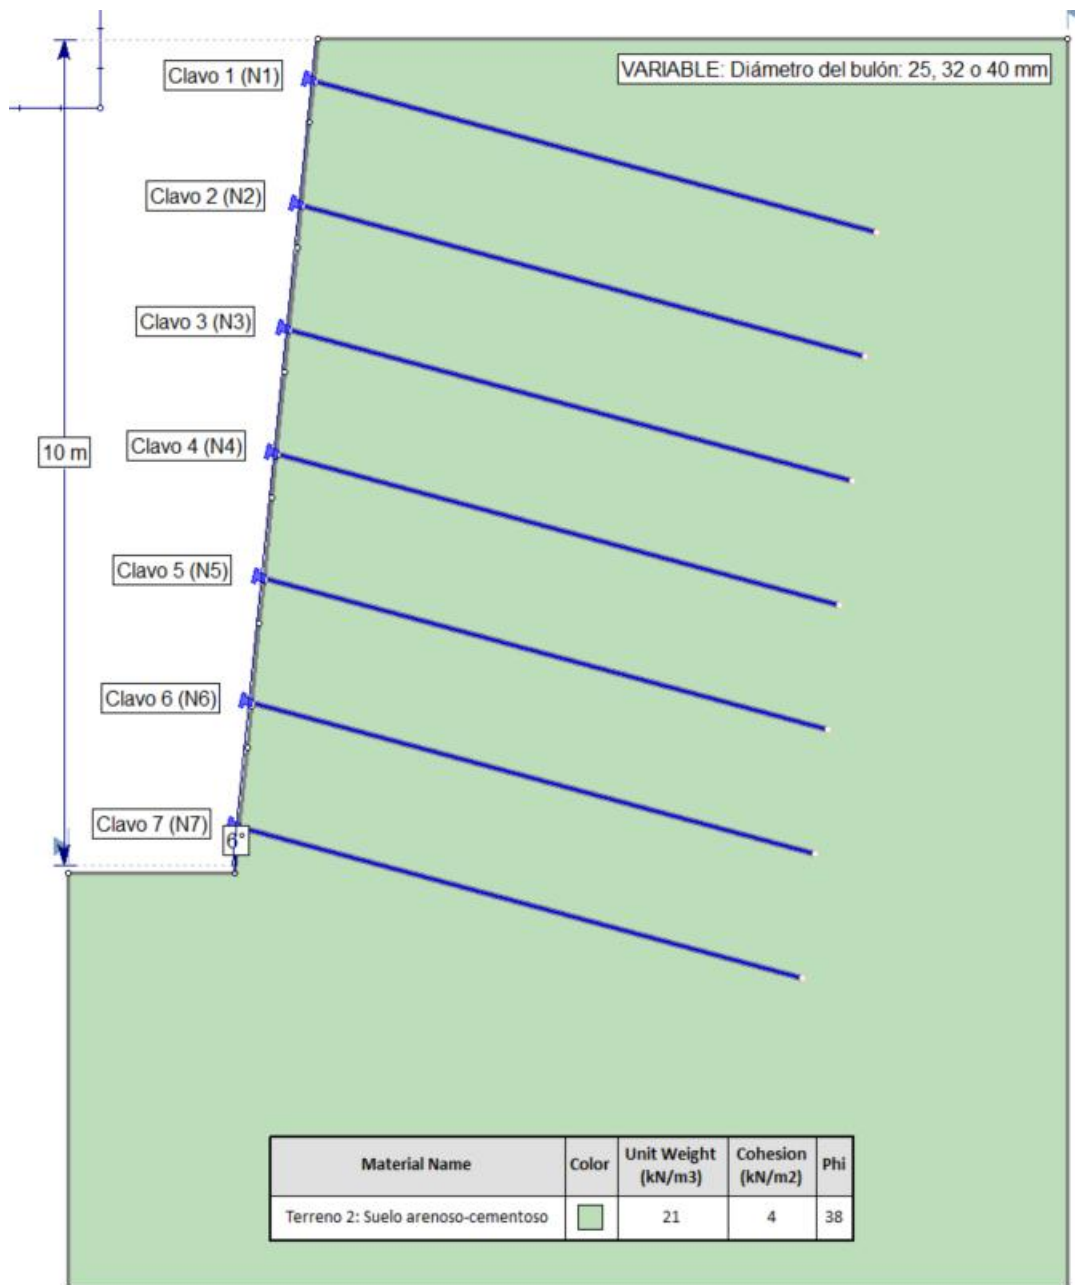 Clavo 1 (N1)
VARIABLE: Diámetro del bulón: 25, 32 o 40 mm
Clavo 2 (N2)
Clavo 3 (N3)
10 m
Clavo 4 (N4)
Clavo 5 (N5)
Clavo 6 (N6)
Clavo 7 (N7)
6°
Material Name Color Unit Weight (kN/m3) Cohesion (kN/m2) Phi
Terreno 2: Suelo arenoso-cementoso 21 4 38